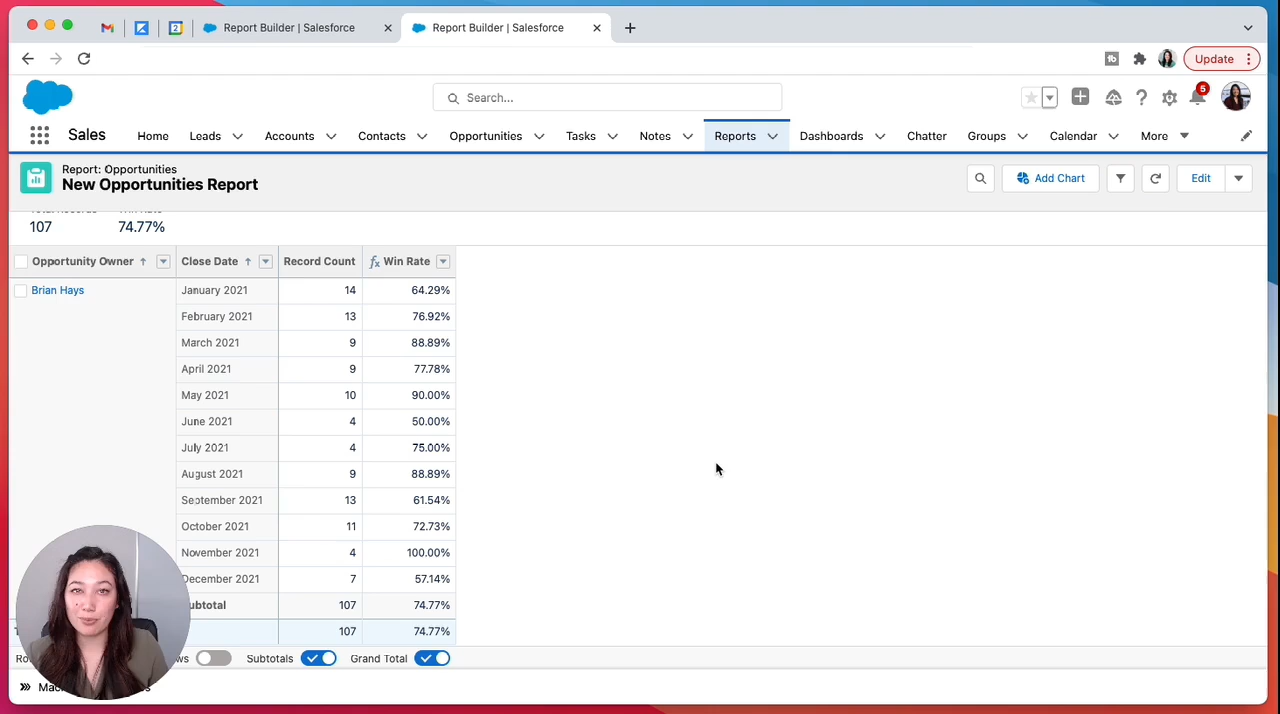 Report Builder | Salesforce
Report Builder | Salesforce
2
Update
Search...
5
Sales Home Leads Accounts Contacts Opportunities Tasks Notes Reports Dashboards Chatter Groups Calendar More
Report: Opportunities
New Opportunities Report
Add Chart
Edit
107 74.77%
Opportunity Owner Close Date Record Count fx Win Rate
Brian Hays January 2021 14 64.29%
February 2021 13 76.92%
March 2021 9 88.89%
April 2021 9 77.78%
May 2021 10 90.00%
June 2021 4 50.00%
July 2021 4 75.00%
August 2021 9 88.89%
September 2021 13 61.54%
October 2021 11 72.73%
November 2021 4 100.00%
December 2021 7 57.14%
ubtotal 107 74.77%
107 74.77%
Subtotals Grand Total